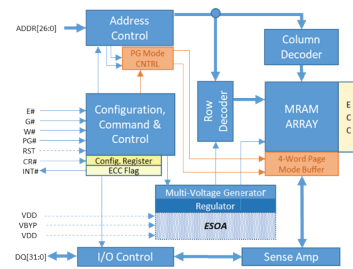 ADDR[26:0]
Address
Control
PG Mode
CNTRL
Column
Decoder
Row
Decoder
MRAM
ARRAY
E
C
C
4-Word Page
Mode Buffer
E#
G#
W#
PG#
RST
CR#
INT#
Configuration,
Command &
Control
Config. Register
ECC Flag
Multi-Voltage Generator
Regulator
ESOA
VDD
VBYP
VDD
DQ[31:0]
I/O Control
Sense Amp